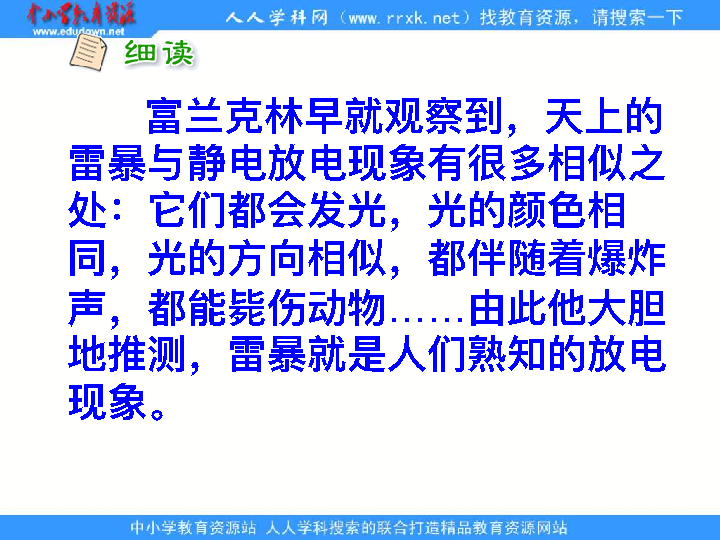 中小学教育资源
www.edudown.net
人人学科网（www.rrxk.net）找教育资源，请搜索一下
细读
富兰克林早就观察到，天上的
雷暴与静电放电现象有很多相似之
处：它们都会发光，光的颜色相
同，光的方向相似，都伴随着爆炸
声，都能毙伤动物……由此他大胆
地推测，雷暴就是人们熟知的放电
现象。
中小学教育资源站 人人学科搜索的联合打造精品教育资源网站